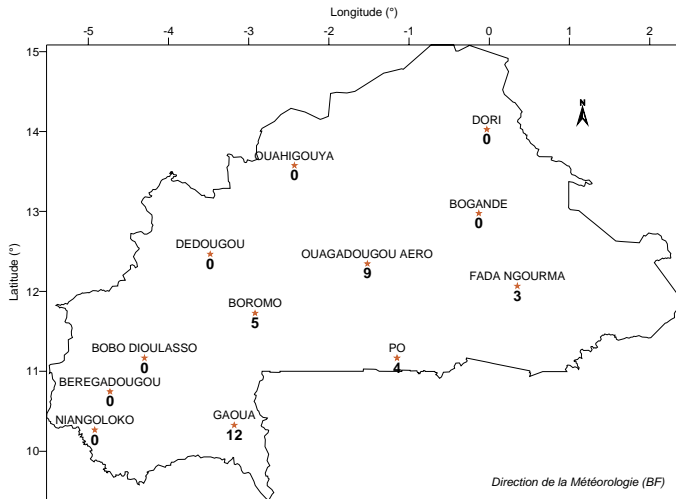 Longitude (°)
-5 -4 -3 -2 -1 0 1 2
15
14
13
12
11
10
Latitude (°)
N
DORI
0
OUAHIGOUYA
0
BOGANDE
0
DEDOUGOU
0
OUAGADOUGOU AERO
9
FADA NGOURMA
3
BOROMO
5
BOBO DIOULASSO
0
PO
4
BEREGADOUGOU
0
NIANGOLOKO
0
GAOUA
12
Direction de la Météorologie (BF)